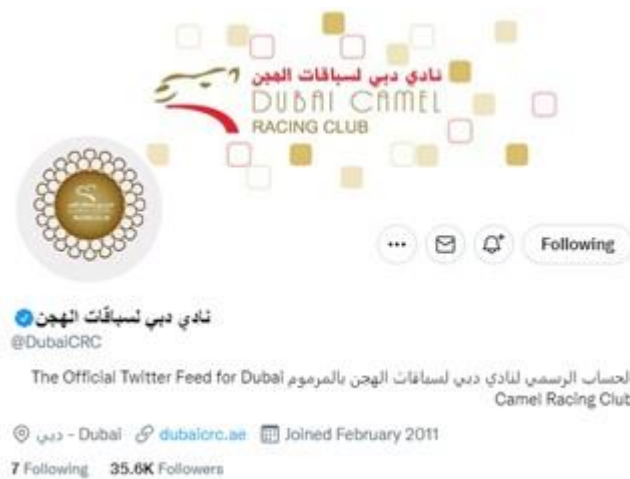 نادي دبي لسباقات الهجن
DUBAI CAMEL
RACING CLUB
Following
نادي دبي لسباقات الهجن
@DubaiCRC
لحساب الرسمي لنادي دبي لسباقات الهجن بالمرموم The Official Twitter Feed for Dubai
Camel Racing Club
دبي - Dubai dubaicrc.ae Joined February 2011
7 Following 35.6K Followers